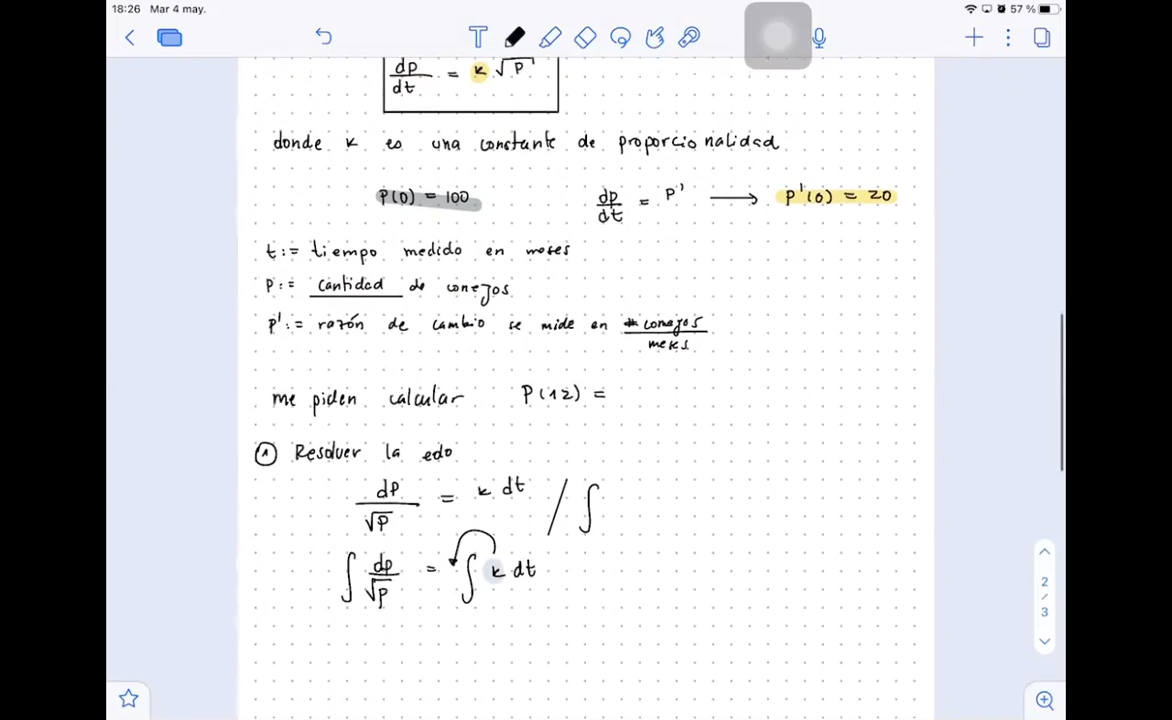 18:26 Mar 4 may. 57 %
dp/dt = k √P
donde k es una constante de proporcionalidad
P(0) = 100 dp/dt = P' → P'(0) = 20
t := tiempo medido en meses
P := cantidad de conejos
P' := razón de cambio se mide en #conejos/meses
me piden calcular P(12) =
① Resolver la edo
dP/√P = k dt / ∫
∫ dp/√P = ∫ k dt
2
/
3